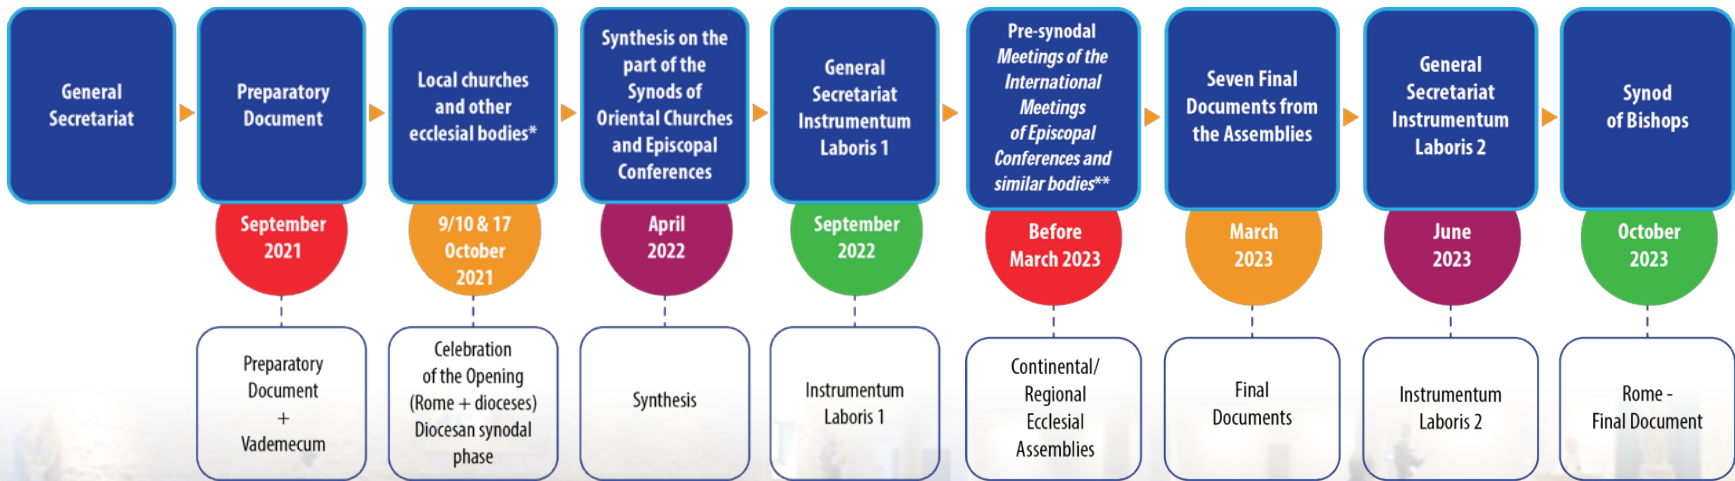 General
Secretariat
Preparatory
Document
Local churches
and other
ecclesial bodies*
Synthesis on the
part of the
Synods of
Oriental Churches
and Episcopal
Conferences
General
Secretariat
Instrumentum
Laboris 1
Pre-synodal
Meetings of the
International
Meetings
of Episcopal
Conferences and
similar bodies**
Seven Final
Documents from
the Assemblies
General
Secretariat
Instrumentum
Laboris 2
Synod
of Bishops
September
2021
9/10 & 17
October
2021
April
2022
September
2022
Before
March 2023
March
2023
June
2023
October
2023
Preparatory
Document
+
Vademecum
Celebration
of the Opening
(Rome + dioceses)
Diocesan synodal
phase
Synthesis
Instrumentum
Laboris 1
Continental/
Regional
Ecclesial
Assemblies
Final
Documents
Instrumentum
Laboris 2
Rome -
Final Document